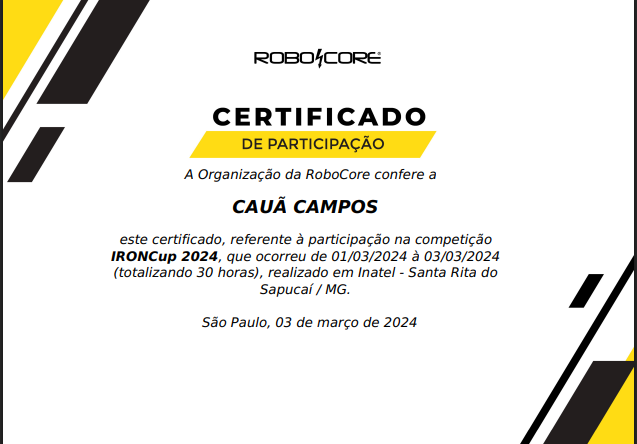 ROBOCORE®
CERTIFICADO
DE PARTICIPAÇÃO
A Organização da RoboCore confere a
CAUÃ CAMPOS
este certificado, referente à participação na competição
IRONCup 2024, que ocorreu de 01/03/2024 à 03/03/2024
(totalizando 30 horas), realizado em Inatel - Santa Rita do
Sapucaí / MG.
São Paulo, 03 de março de 2024